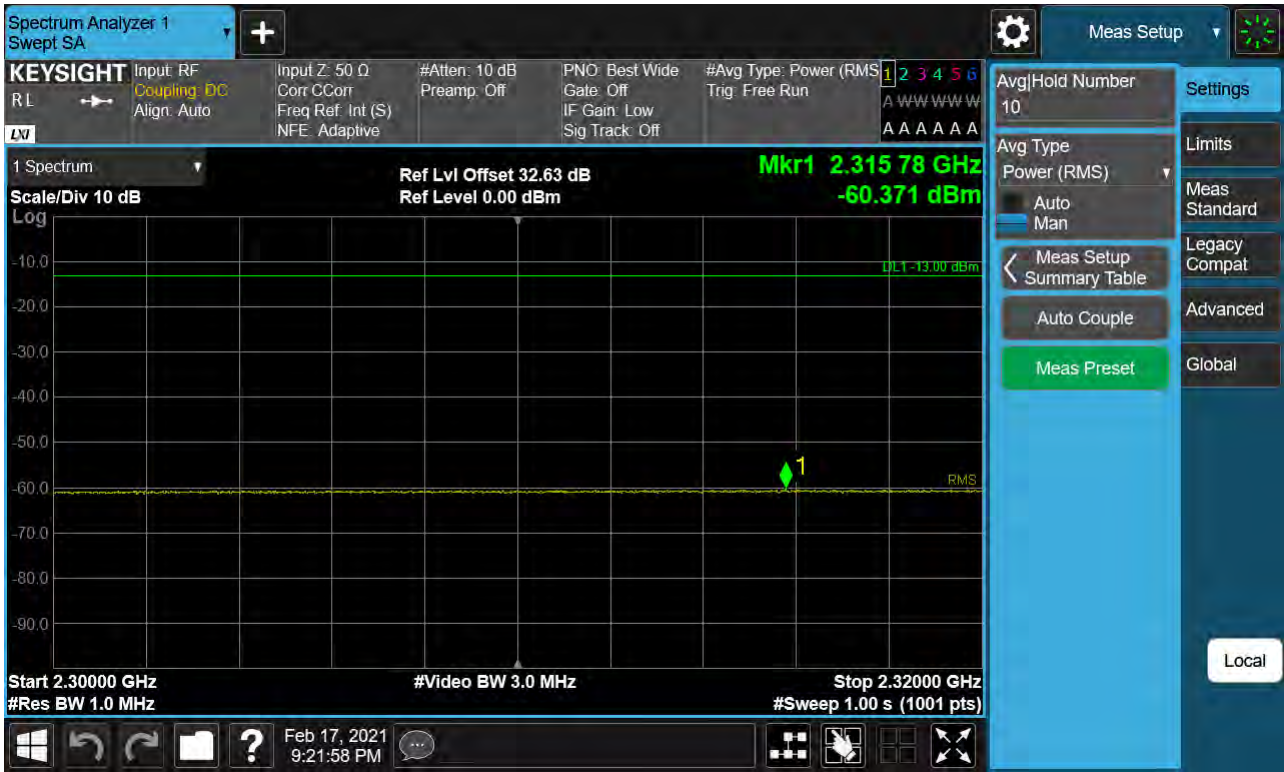 Spectrum Analyzer 1
Swept SA
Meas Setup
KEYSIGHT
RL
LXI
Input: RF
Coupling: DC
Align: Auto
Input Z: 50 Ω
Corr CCorr
Freq Ref: Int (S)
NFE: Adaptive
#Atten: 10 dB
Preamp: Off
PNO: Best Wide
Gate: Off
IF Gain: Low
Sig Track: Off
#Avg Type: Power (RMS
Trig: Free Run
1 2 3 4 5 6
A W W W W W
A A A A A A
1 Spectrum
Scale/Div 10 dB
Log
Ref Lvl Offset 32.63 dB
Ref Level 0.00 dBm
Mkr1 2.315 78 GHz
-60.371 dBm
-10.0
DL1 -13.00 dBm
-20.0
-30.0
-40.0
-50.0
1
RMS
-60.0
-70.0
-80.0
-90.0
Start 2.30000 GHz
#Video BW 3.0 MHz
Stop 2.32000 GHz
#Res BW 1.0 MHz
#Sweep 1.00 s (1001 pts)
Avg|Hold Number
10
Avg Type
Power (RMS)
Auto
Man
Meas Setup
Summary Table
Auto Couple
Meas Preset
Settings
Limits
Meas
Standard
Legacy
Compat
Advanced
Global
Local
?
Feb 17, 2021
9:21:58 PM